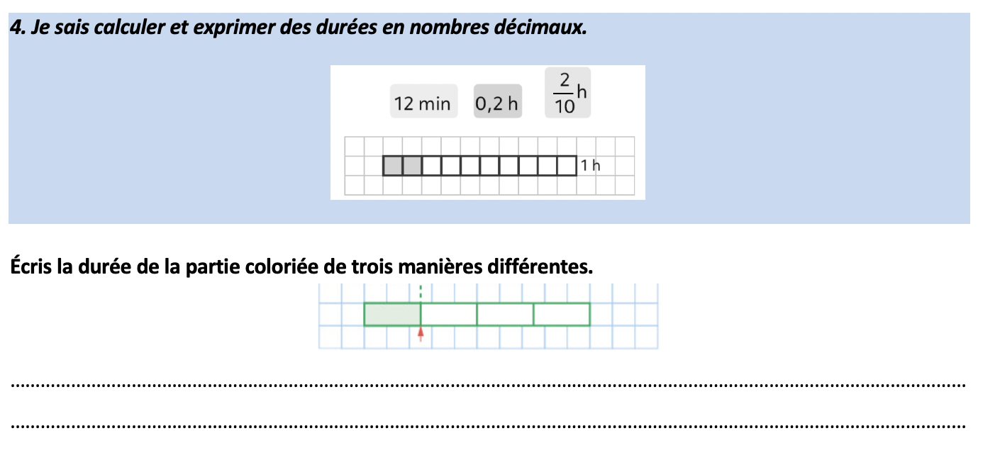 4. Je sais calculer et exprimer des durées en nombres décimaux.
12 min 0,2 h 2/10 h
1 h
Écris la durée de la partie coloriée de trois manières différentes.